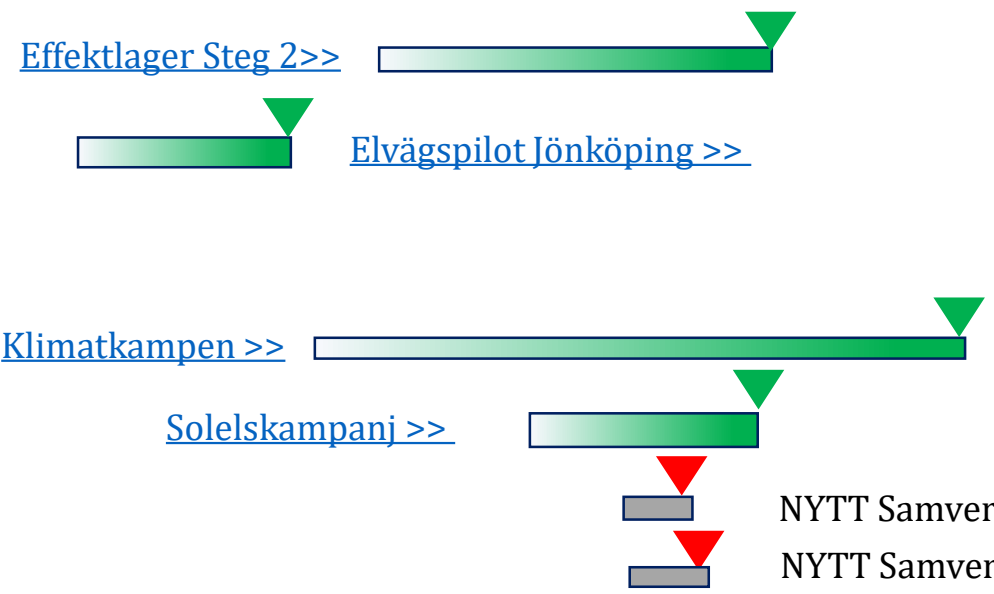 Effektlager Steg 2>>
Elvägspilot Jönköping >>
Klimatkampen >>
Solelskampanj >>
NYTT Samver
NYTT Samver